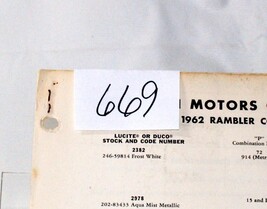 669
MOTORS
1962 RAMBLER
LUCITE® OR DUCO®
STOCK AND CODE NUMBER
"P"
Combination
2382
72
246-59814 Frost White
914 (Met
2978
202-83435 Aqua Mist Metallic
15 and